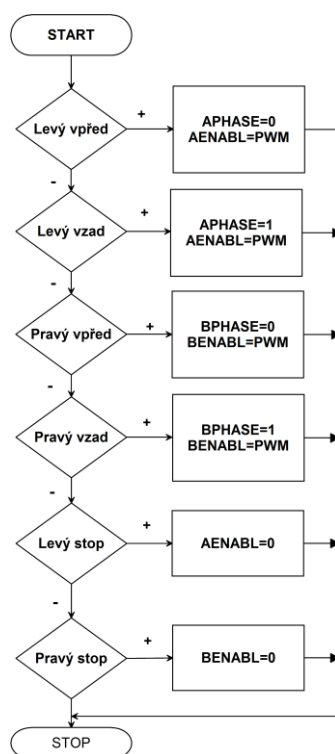 START
Levý vpřed
+
APHASE=0
AENABL=PWM
-
Levý vzad
+
APHASE=1
AENABL=PWM
-
Pravý vpřed
+
BPHASE=0
BENABL=PWM
-
Pravý vzad
+
BPHASE=1
BENABL=PWM
-
Levý stop
+
AENABL=0
-
Pravý stop
+
BENABL=0
-
STOP